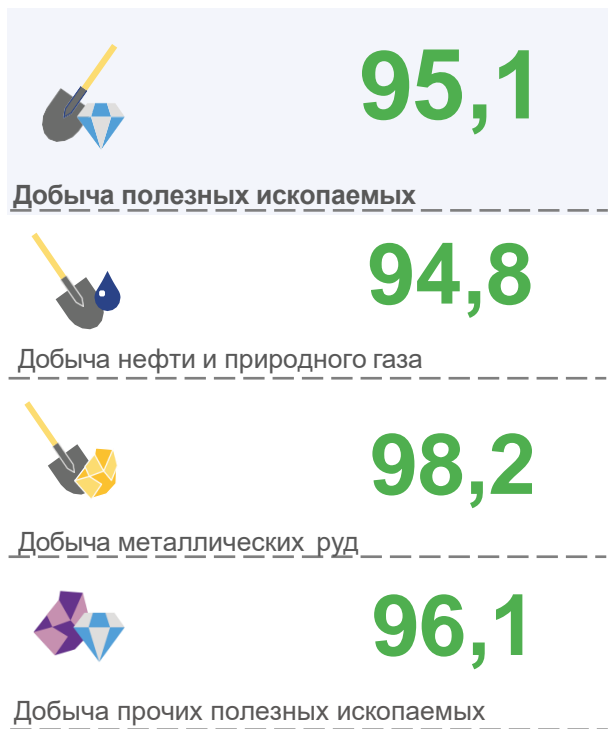 95,1
Добыча полезных ископаемых
94,8
Добыча нефти и природного газа
98,2
Добыча металлических руд
96,1
Добыча прочих полезных ископаемых